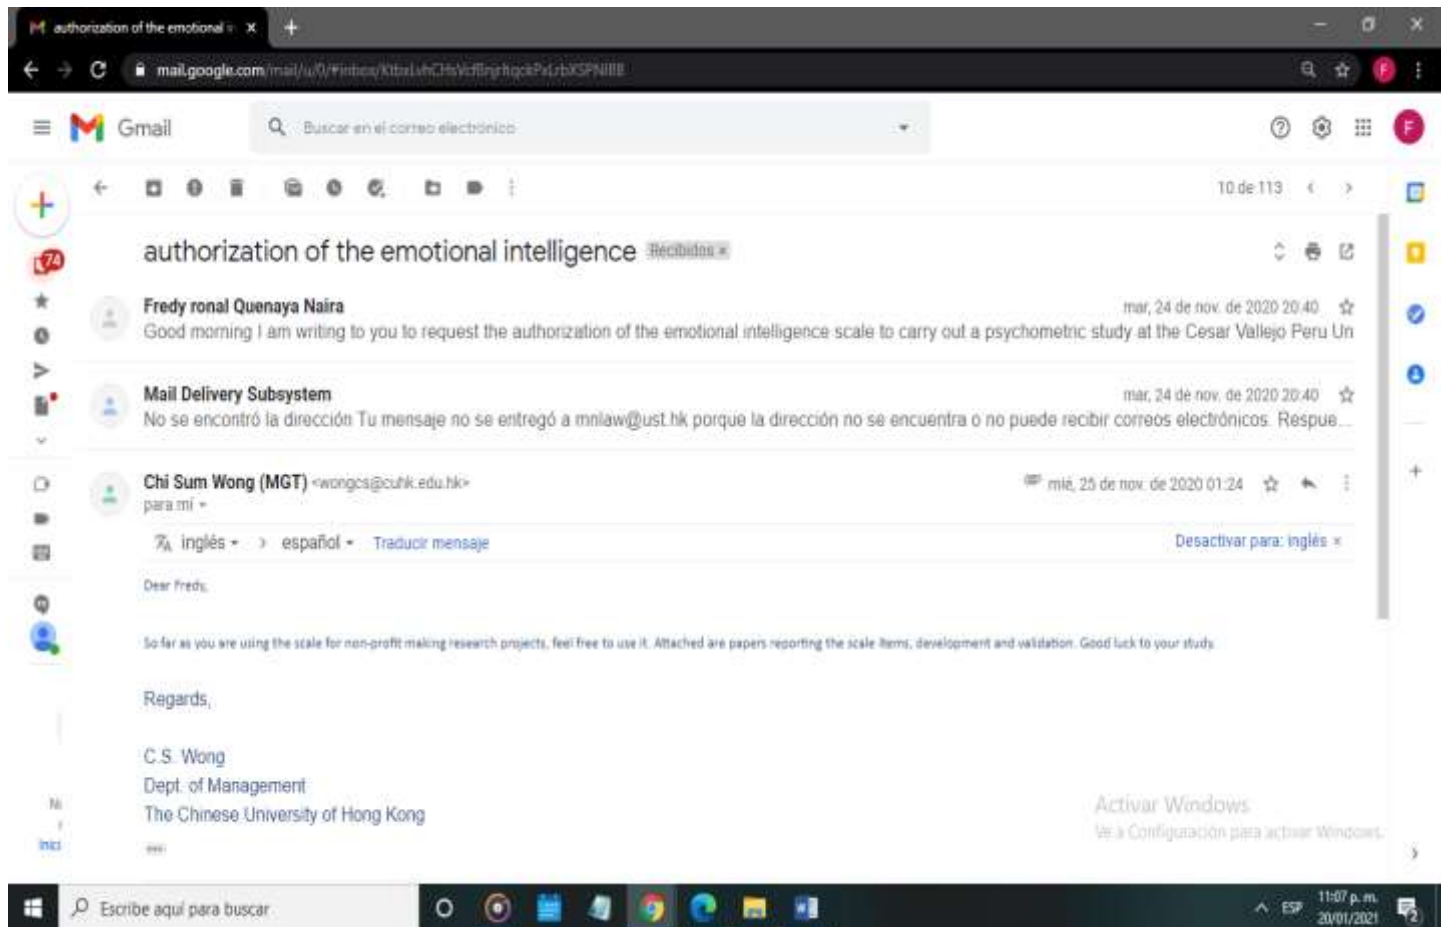 authorization of the emotional
mail.google.com/mail/u/0/#inbox/
Gmail
Buscar en el correo electrónico
F
10 de 113
74
authorization of the emotional intelligence Recibidos ×
Fredy ronal Quenaya Naira mar, 24 de nov. de 2020 20:40
Good morning I am writing to you to request the authorization of the emotional intelligence scale to carry out a psychometric study at the Cesar Vallejo Peru Un
Mail Delivery Subsystem mar, 24 de nov. de 2020 20:40
No se encontró la dirección Tu mensaje no se entregó a mnlaw@ust.hk porque la dirección no se encuentra o no puede recibir correos electrónicos. Respue...
Chi Sum Wong (MGT) <wongcs@cuhk.edu.hk> mié, 25 de nov. de 2020 01:24
para mí
inglés > español Traducir mensaje Desactivar para: inglés ×
Dear Fredy,
So far as you are using the scale for non-profit making research projects, feel free to use it. Attached are papers reporting the scale items, development and validation. Good luck to your study.
Regards,
C.S. Wong
Dept. of Management
The Chinese University of Hong Kong
Activar Windows
Ve a Configuración para activar Windows.
Inici
Escribe aquí para buscar
ESP
11:07 p. m.
20/01/2021
2